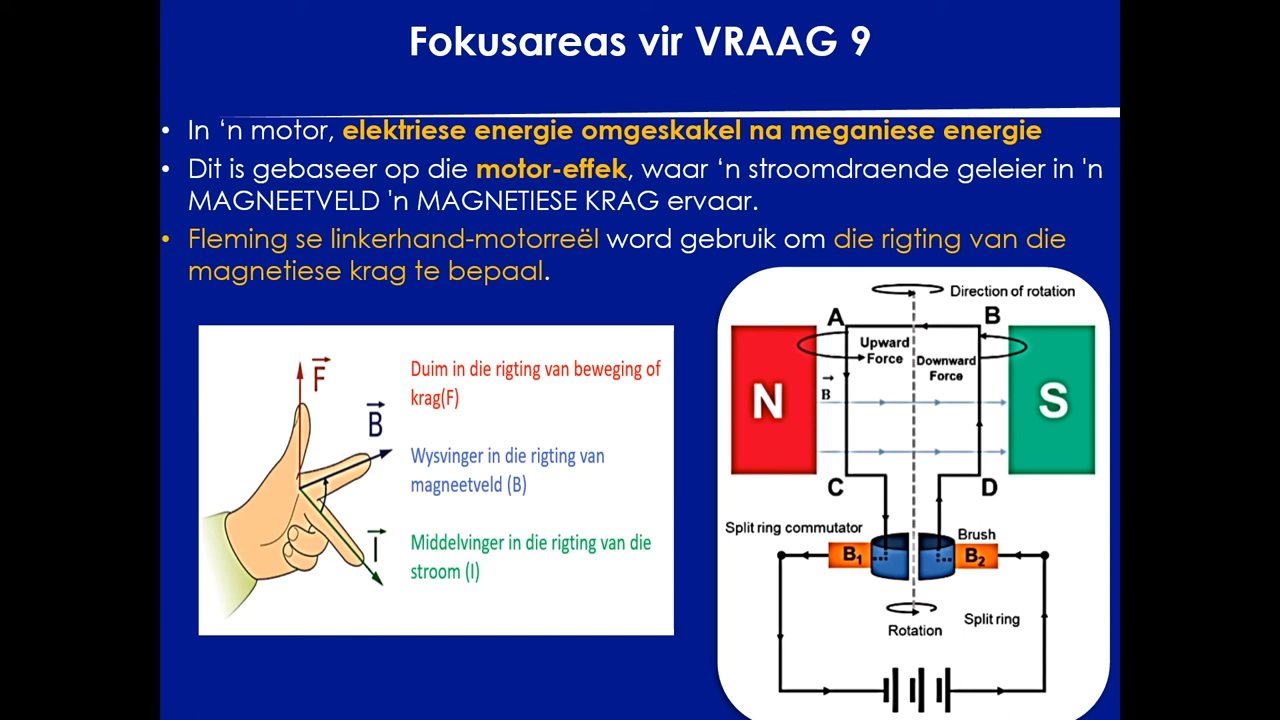 Fokusareas vir VRAAG 9
• In ‘n motor, elektriese energie omgeskakel na meganiese energie
• Dit is gebaseer op die motor-effek, waar ‘n stroomdraende geleier in 'n
MAGNEETVELD 'n MAGNETIESE KRAG ervaar.
• Fleming se linkerhand-motorreël word gebruik om die rigting van die
magnetiese krag te bepaal.
F
B
I
Duim in die rigting van beweging of
krag(F)
Wysvinger in die rigting van
magneetveld (B)
Middelvinger in die rigting van die
stroom (I)
Direction of rotation
A
B
Upward
Force
Downward
Force
N
B
S
C
D
Split ring commutator
Brush
B₁
B₂
Split ring
Rotation